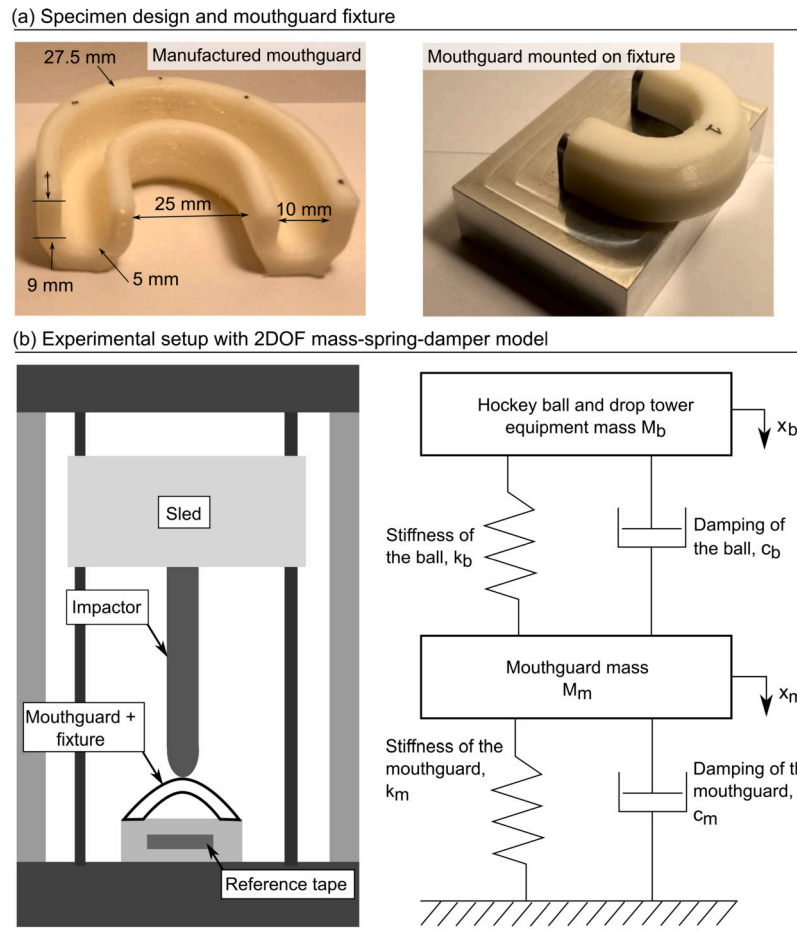 (a) Specimen design and mouthguard fixture
27.5 mm
Manufactured mouthguard
25 mm
10 mm
9 mm
5 mm
Mouthguard mounted on fixture
1
(b) Experimental setup with 2DOF mass-spring-damper model
Sled
Impactor
Mouthguard +
fixture
Reference tape
Hockey ball and drop tower
equipment mass Mb
xb
Stiffness of
the ball, kb
Damping of
the ball, cb
Mouthguard mass
Mm
xm
Stiffness of the
mouthguard,
km
Damping of th
mouthguard,
cm